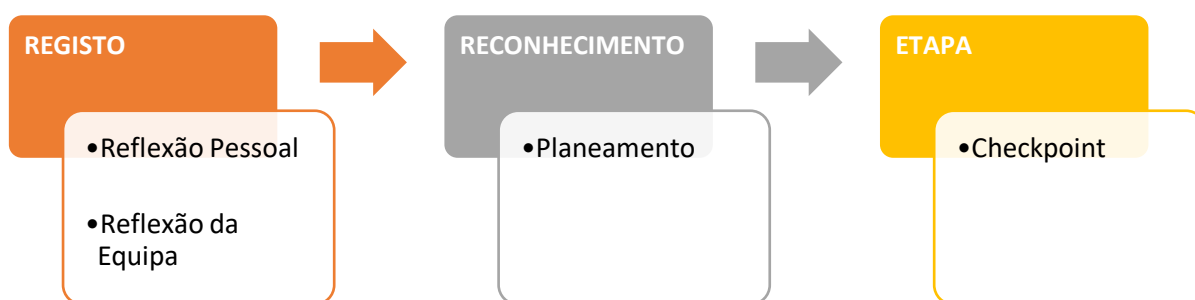 REGISTO
•Reflexão Pessoal
•Reflexão da
Equipa
RECONHECIMENTO
•Planeamento
ETAPA
•Checkpoint